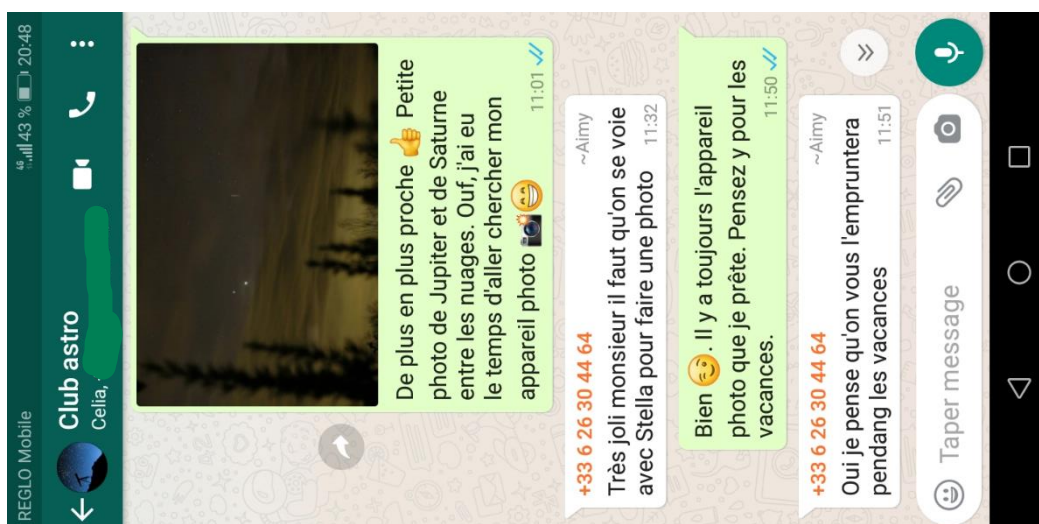 REGLO Mobile 4G 43 % 20:48
Club astro
Celia,
De plus en plus proche 👍 Petite
photo de Jupiter et de Saturne
entre les nuages. Ouf, j'ai eu
le temps d'aller chercher mon
appareil photo 📸😁
11:01
+33 6 26 30 44 64 ~Aimy
Très joli monsieur il faut qu'on se voie
avec Stella pour faire une photo
11:32
Bien 😉. Il y a toujours l'appareil
photo que je prête. Pensez y pour les
vacances.
11:50
+33 6 26 30 44 64 ~Aimy
Oui je pense qu'on vous l'empruntera
pendang les vacances
11:51
Taper message